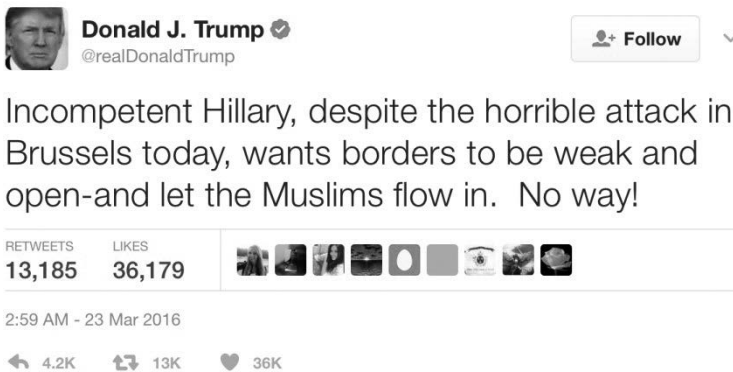 Donald J. Trump
@realDonaldTrump
Follow
Incompetent Hillary, despite the horrible attack in
Brussels today, wants borders to be weak and
open-and let the Muslims flow in.  No way!
RETWEETS LIKES
13,185 36,179
2:59 AM - 23 Mar 2016
4.2K 13K 36K